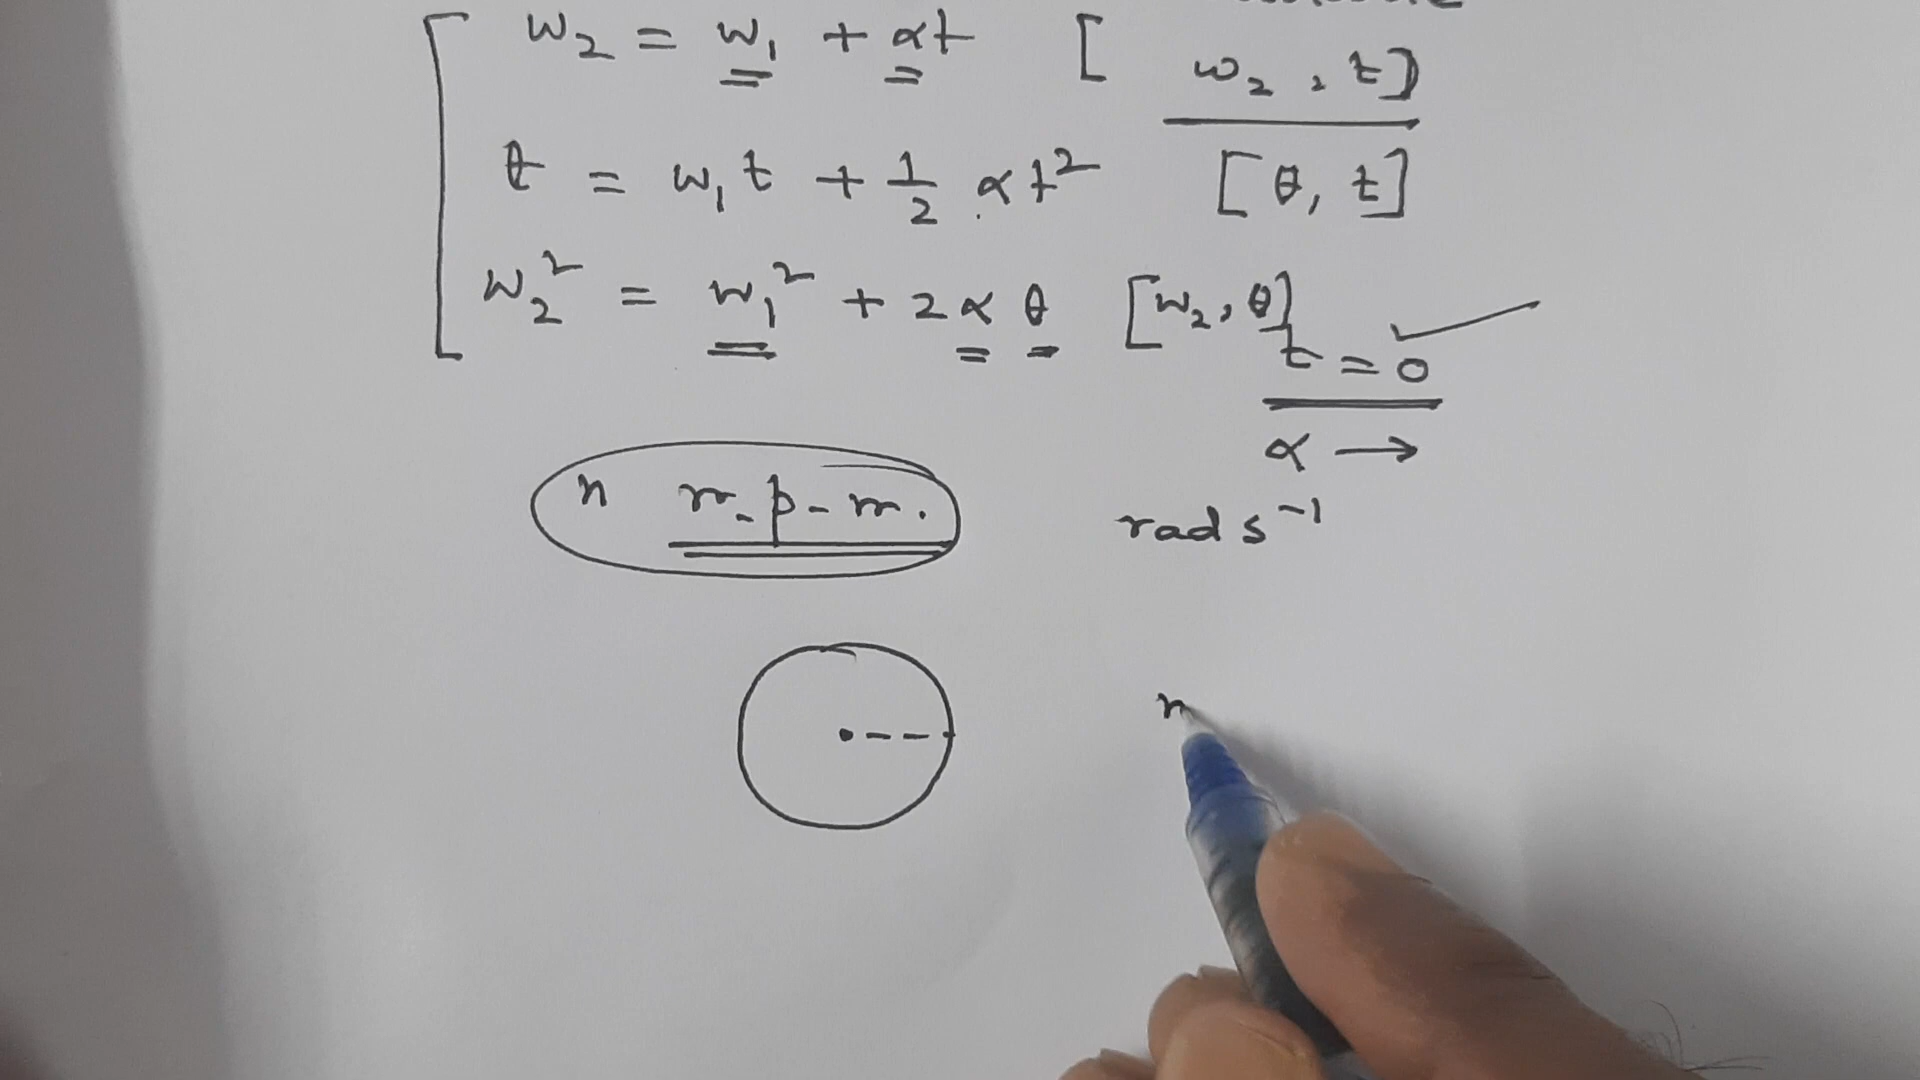 w₂ = w₁ + αt [ w₂, t]
θ = w₁t + 1/2 αt² [θ, t]
w₂² = w₁² + 2αθ [w₂, θ]
t = 0
α →
n r.p.m.
rad s⁻¹